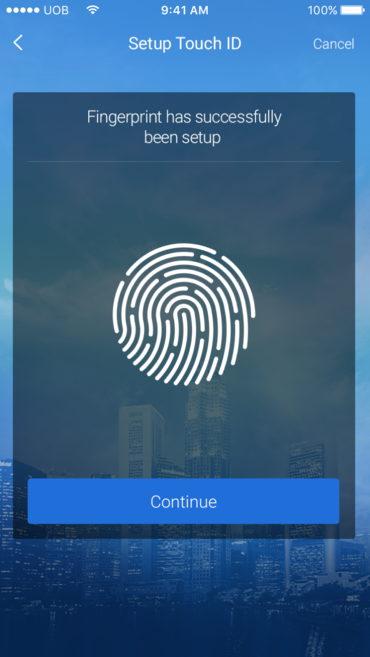 UOB 9:41 AM 100%
Setup Touch ID Cancel
Fingerprint has successfully
been setup
Continue